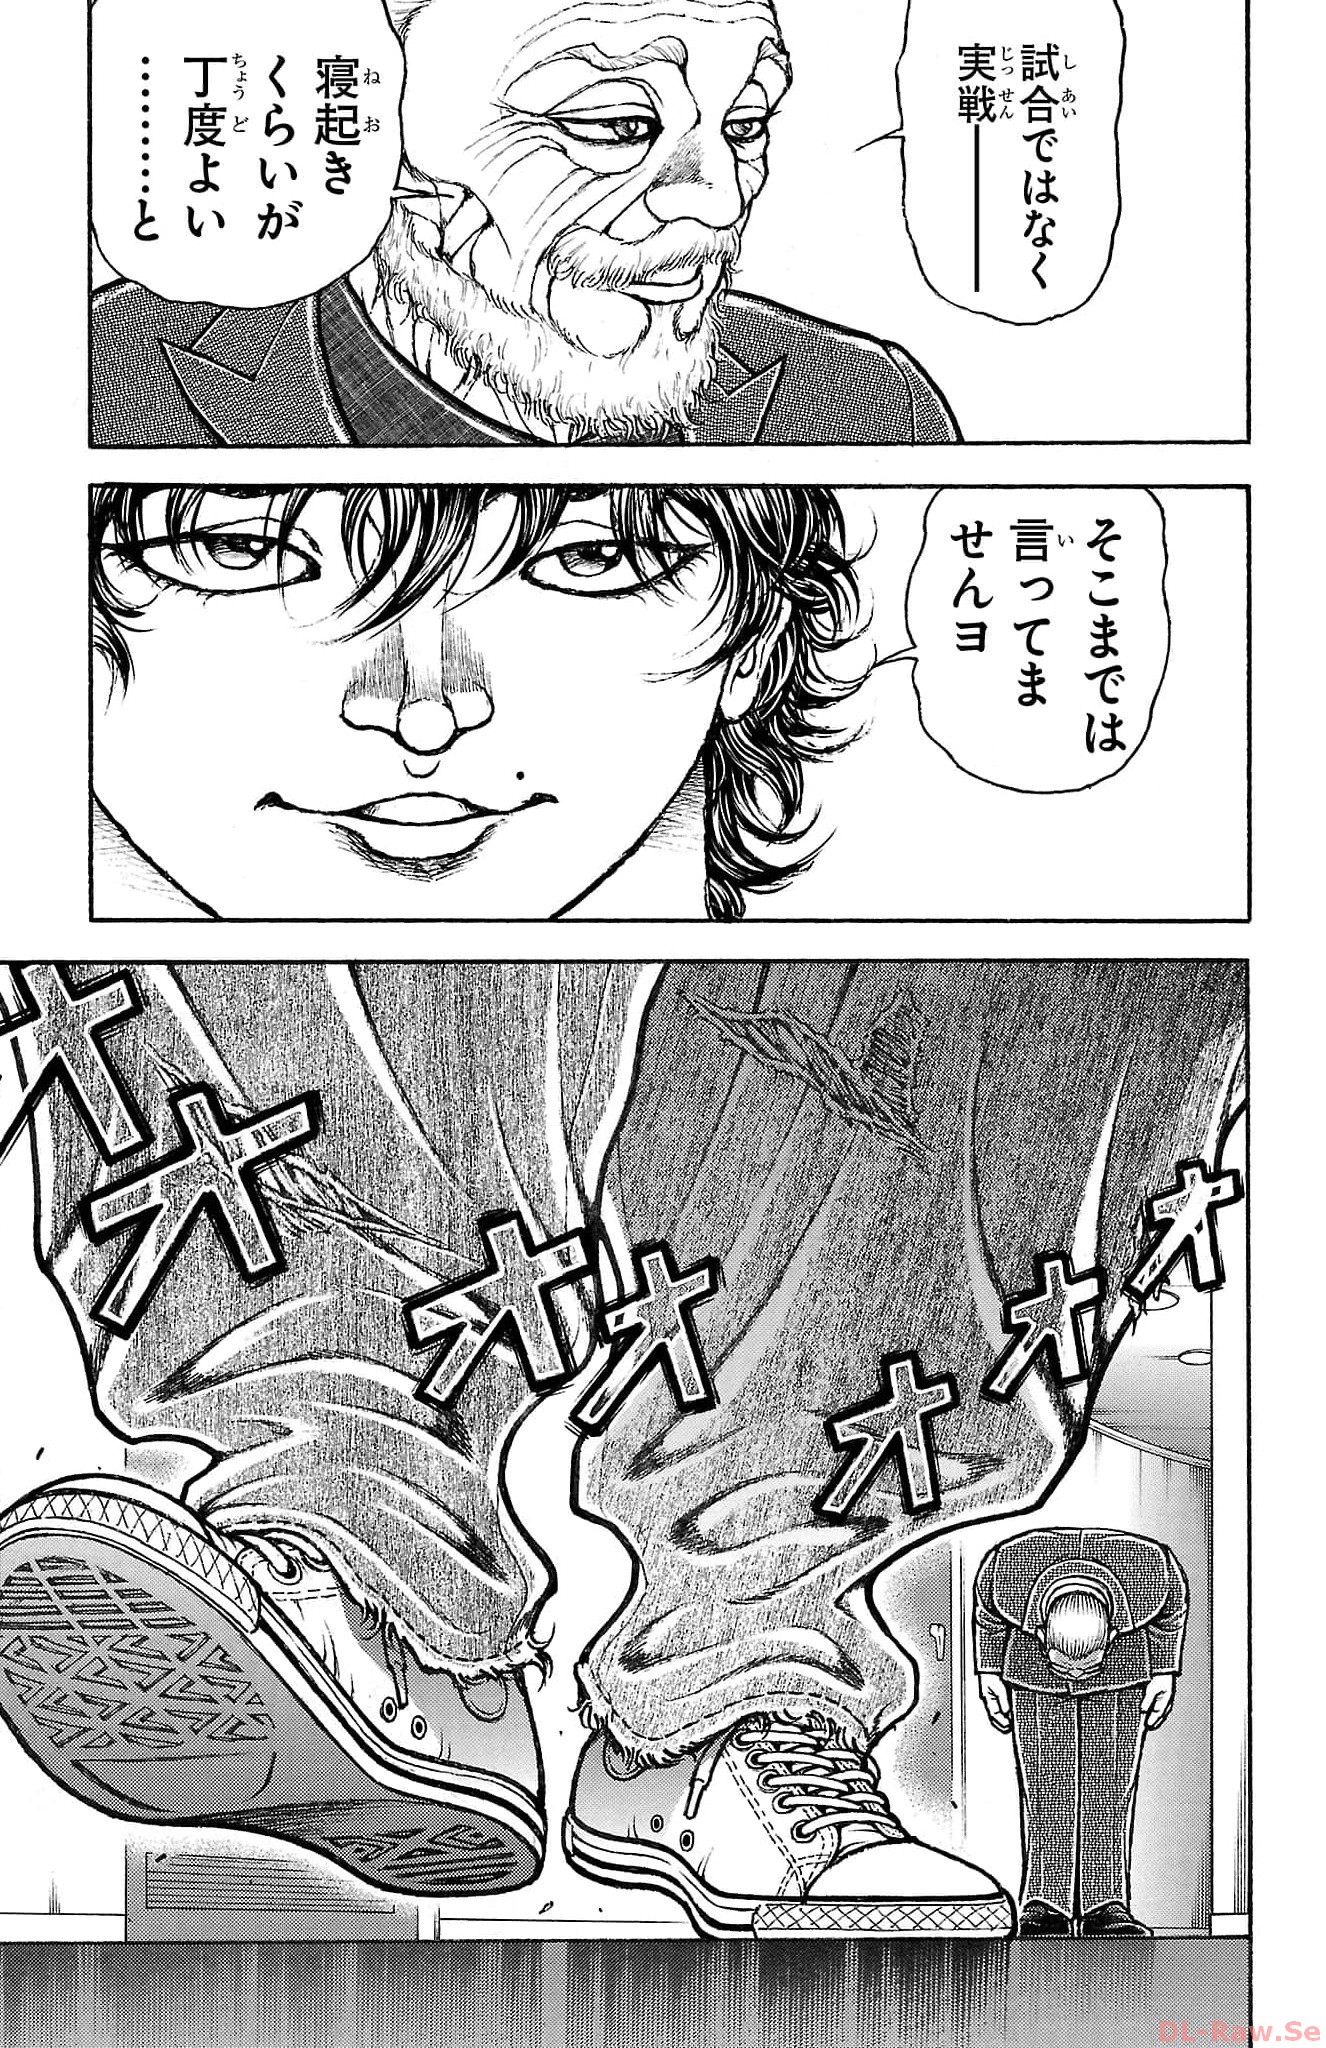 試合ではなく
実戦――
寝起き
くらいが
丁度よい
………と
そこまでは
言ってま
せんヨ
オオオオオオオオ
DL-Raw.Se